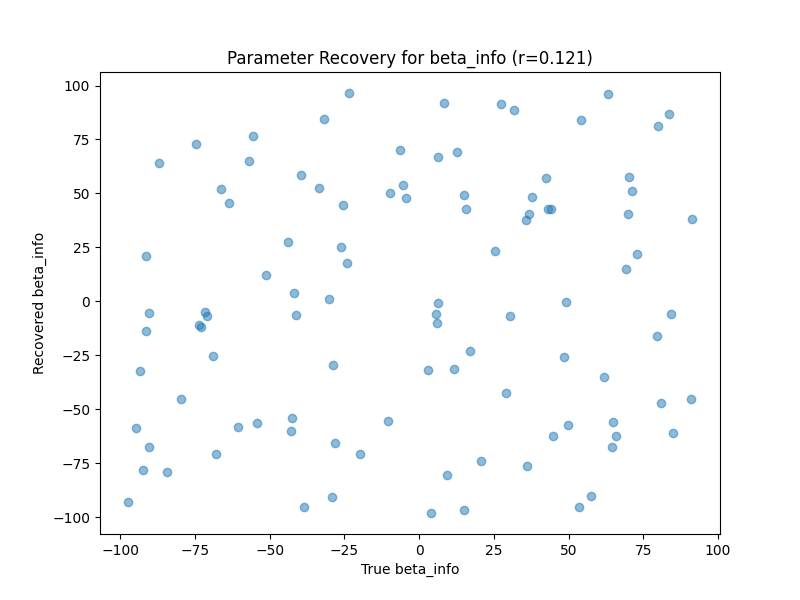 Parameter Recovery for beta_info (r=0.121)
100
75
50
25
0
−25
−50
−75
−100
Recovered beta_info
−100 −75 −50 −25 0 25 50 75 100
True beta_info